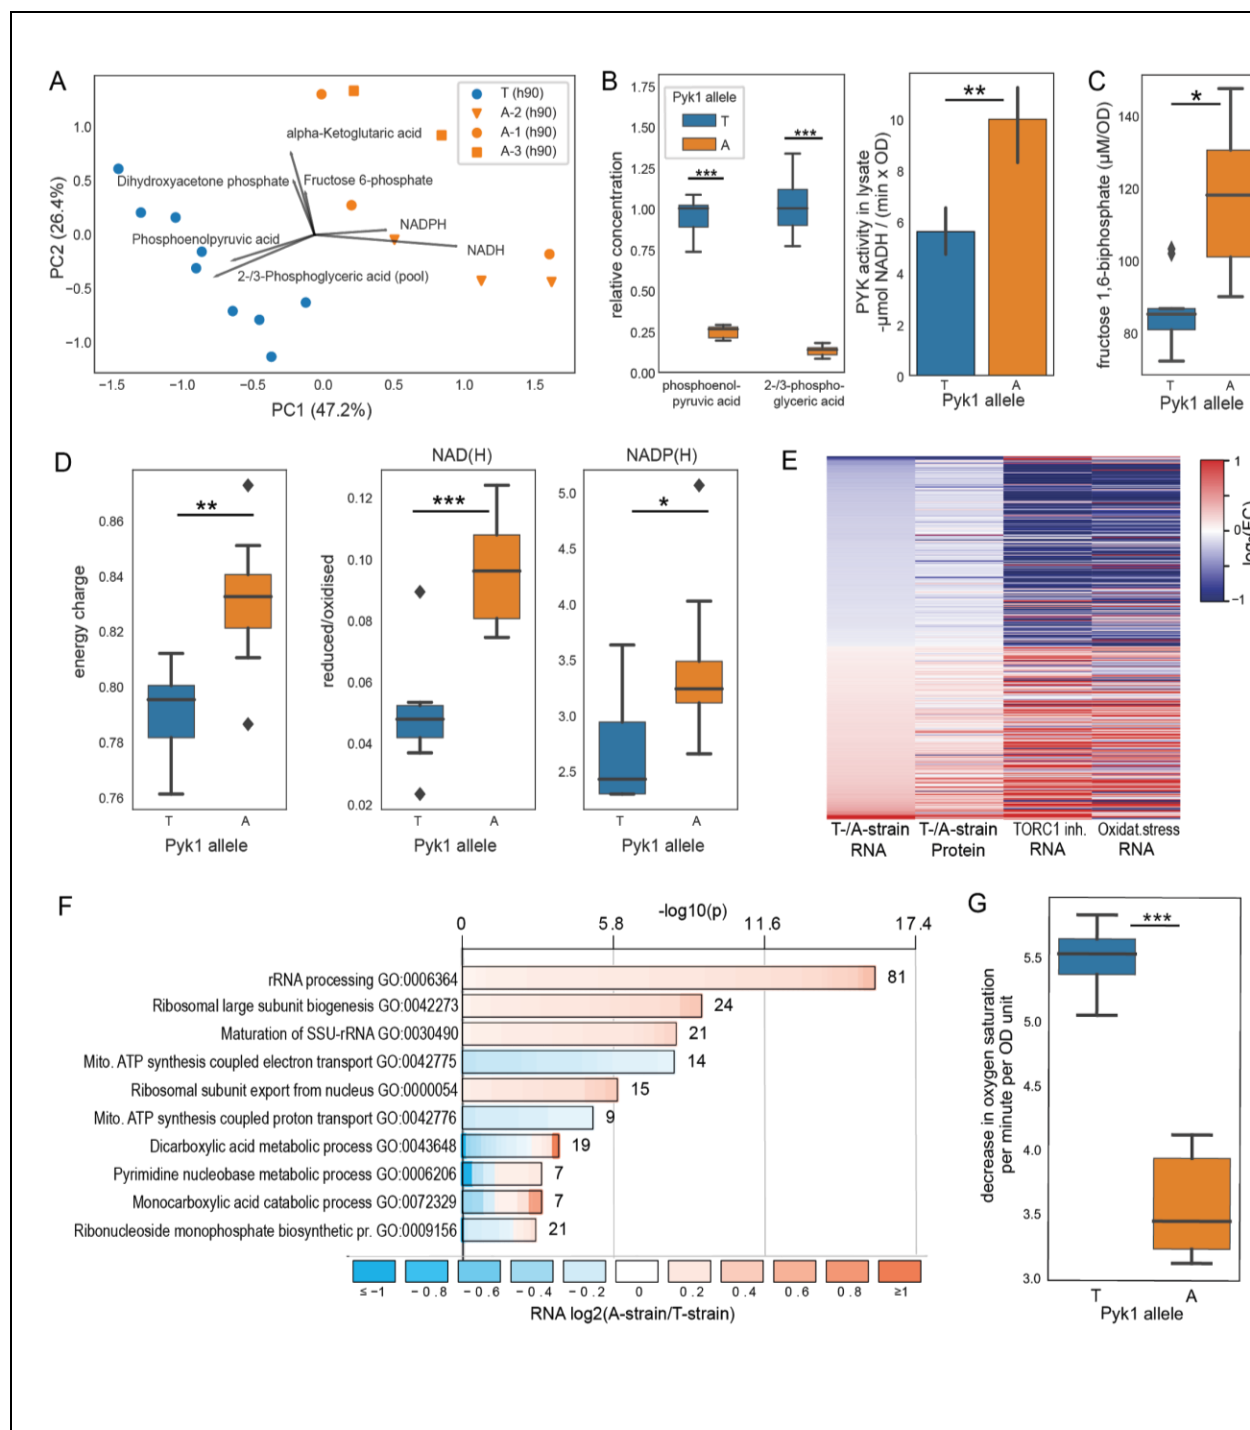 A
T (h90)
A-2 (h90)
A-1 (h90)
A-3 (h90)
alpha-Ketoglutaric acid
Dihydroxyacetone phosphate
Fructose 6-phosphate
NADPH
Phosphoenolpyruvic acid
NADH
2-/3-Phosphoglyceric acid (pool)
PC2 (26.4%)
1.0
0.5
0.0
−0.5
−1.0
−1.5
−1.0
−0.5
0.0
0.5
1.0
1.5
PC1 (47.2%)
B
relative concentration
1.75
1.50
1.25
1.00
0.75
0.50
0.25
0.00
Pyk1 allele
T
A
***
***
phosphoenol-
pyruvic acid
2-/3-phospho-
glyceric acid
PYK activity in lysate
-µmol NADH / (min x OD)
10
8
6
4
2
0
**
T
A
Pyk1 allele
C
fructose 1,6-biphosphate (µM/OD)
140
120
100
80
*
T
A
Pyk1 allele
D
energy charge
0.86
0.84
0.82
0.80
0.78
0.76
**
T
A
Pyk1 allele
NAD(H)
reduced/oxidised
0.12
0.10
0.08
0.06
0.04
0.02
***
T
A
Pyk1 allele
NADP(H)
5.0
4.5
4.0
3.5
3.0
2.5
*
T
A
Pyk1 allele
E
1
0
−1
T-/A-strain
RNA
T-/A-strain
Protein
TORC1 inh.
RNA
Oxidat.stress
RNA
F
-log10(p)
0
5.8
11.6
17.4
rRNA processing GO:0006364
81
Ribosomal large subunit biogenesis GO:0042273
24
Maturation of SSU-rRNA GO:0030490
21
Mito. ATP synthesis coupled electron transport GO:0042775
14
Ribosomal subunit export from nucleus GO:0000054
15
Mito. ATP synthesis coupled proton transport GO:0042776
9
Dicarboxylic acid metabolic process GO:0043648
19
Pyrimidine nucleobase metabolic process GO:0006206
7
Monocarboxylic acid catabolic process GO:0072329
7
Ribonucleoside monophosphate biosynthetic pr. GO:0009156
21
≤ −1
−0.8
−0.6
−0.4
−0.2
0
0.2
0.4
0.6
0.8
≥1
RNA log2(A-strain/T-strain)
G
decrease in oxygen saturation
per minute per OD unit
5.5
5.0
4.5
4.0
3.5
3.0
***
T
A
Pyk1 allele